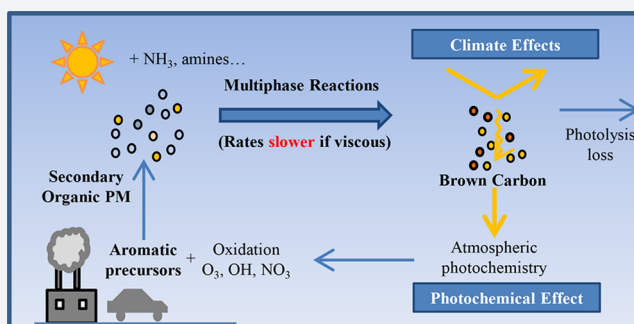 + NH₃, amines…
Climate Effects
Multiphase Reactions
(Rates slower if viscous)
Photolysis
loss
Secondary
Organic PM
Brown Carbon
Aromatic
precursors
+
Oxidation
O₃, OH, NO₃
Atmospheric
photochemistry
Photochemical Effect